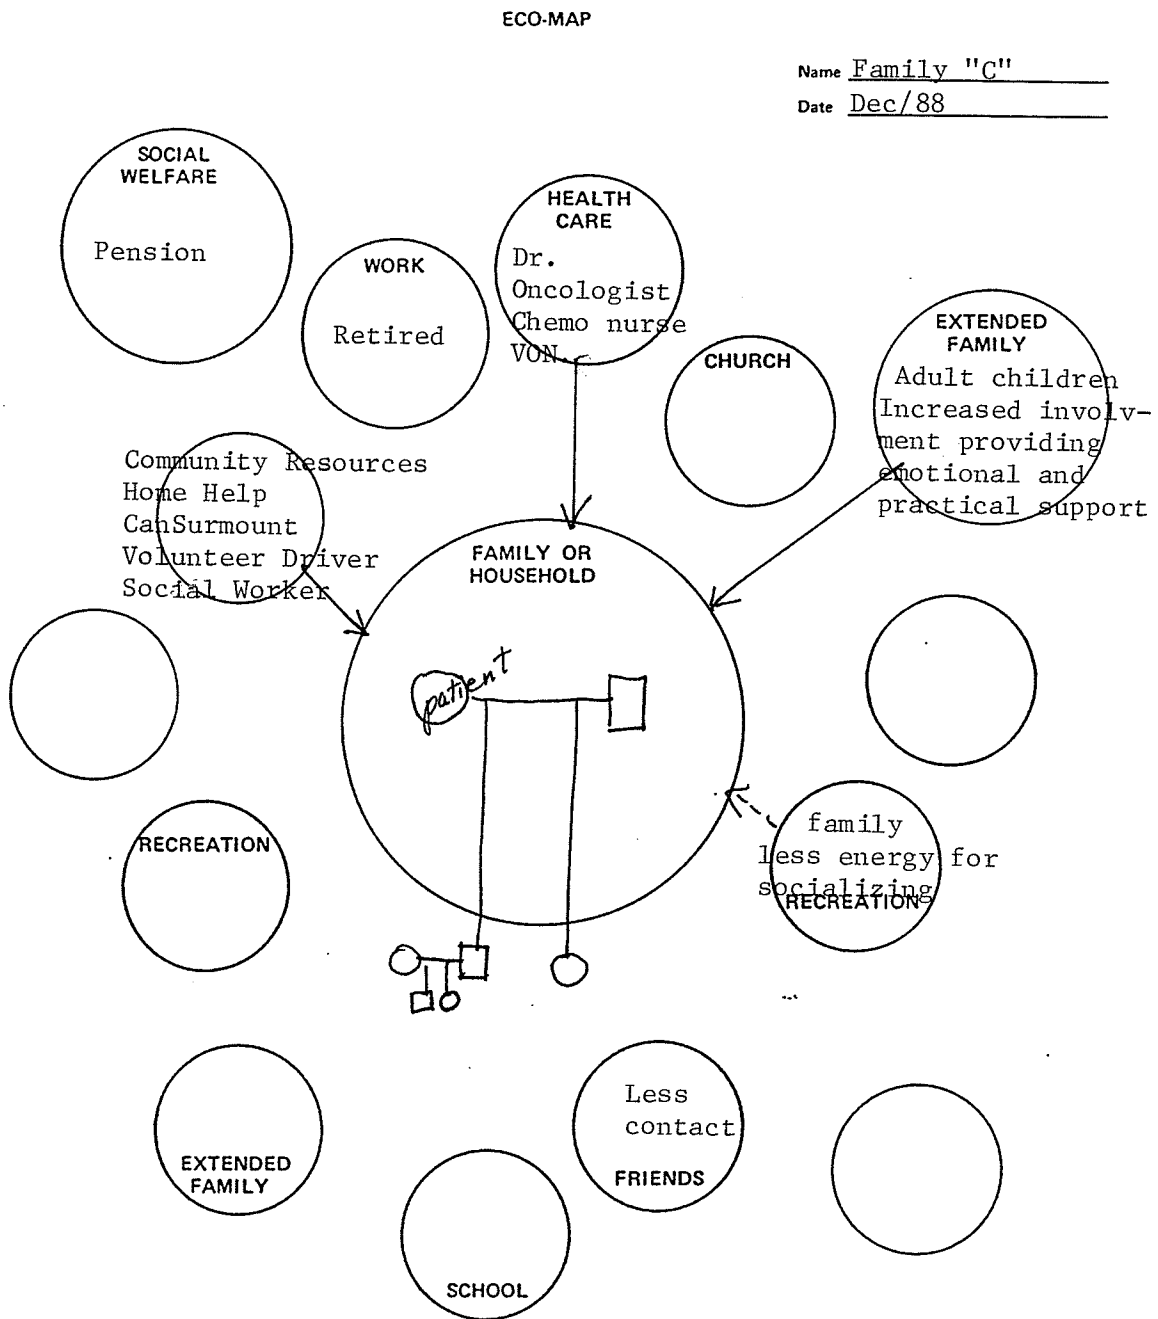 ECO-MAP
Name Family "C"
Date Dec/88
SOCIAL
WELFARE
Pension
WORK
Retired
HEALTH
CARE
Dr.
Oncologist
Chemo nurse
VON.
CHURCH
EXTENDED
FAMILY
Adult children
Increased involv-
ment providing
emotional and
practical support
Community Resources
Home Help
CanSurmount
Volunteer Driver
Social Worker
FAMILY OR
HOUSEHOLD
patient
RECREATION
family
less energy for
socializing
RECREATION
EXTENDED
FAMILY
Less
contact
FRIENDS
SCHOOL